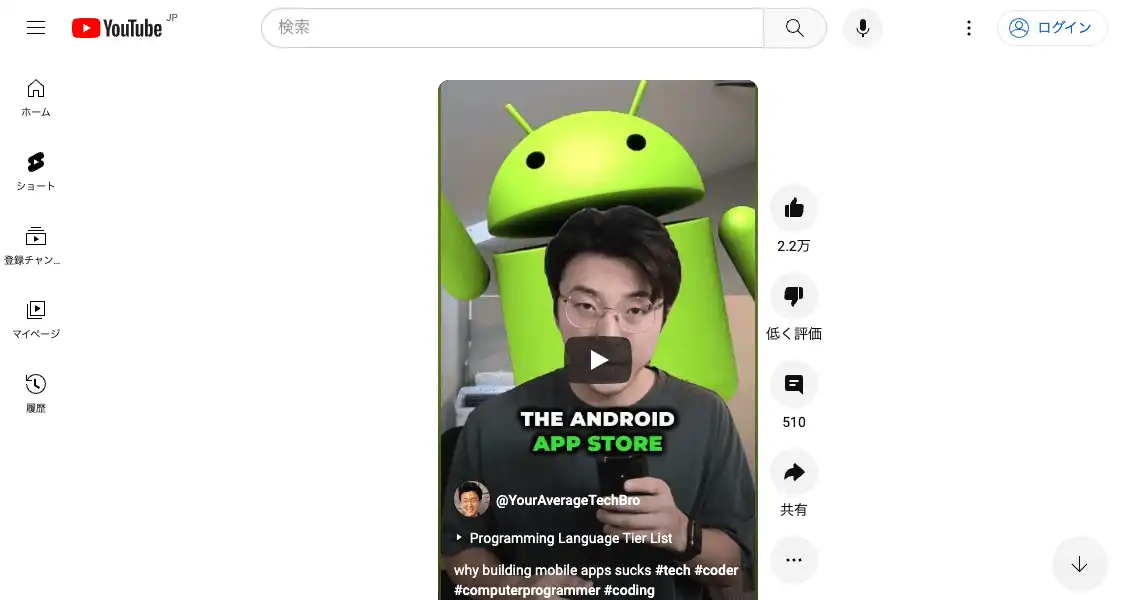 YouTube JP
検索
ログイン
ホーム
ショート
登録チャン...
マイページ
履歴
THE ANDROID
APP STORE
@YourAverageTechBro
Programming Language Tier List
why building mobile apps sucks #tech #coder
#computerprogrammer #coding
2.2万
低く評価
510
共有